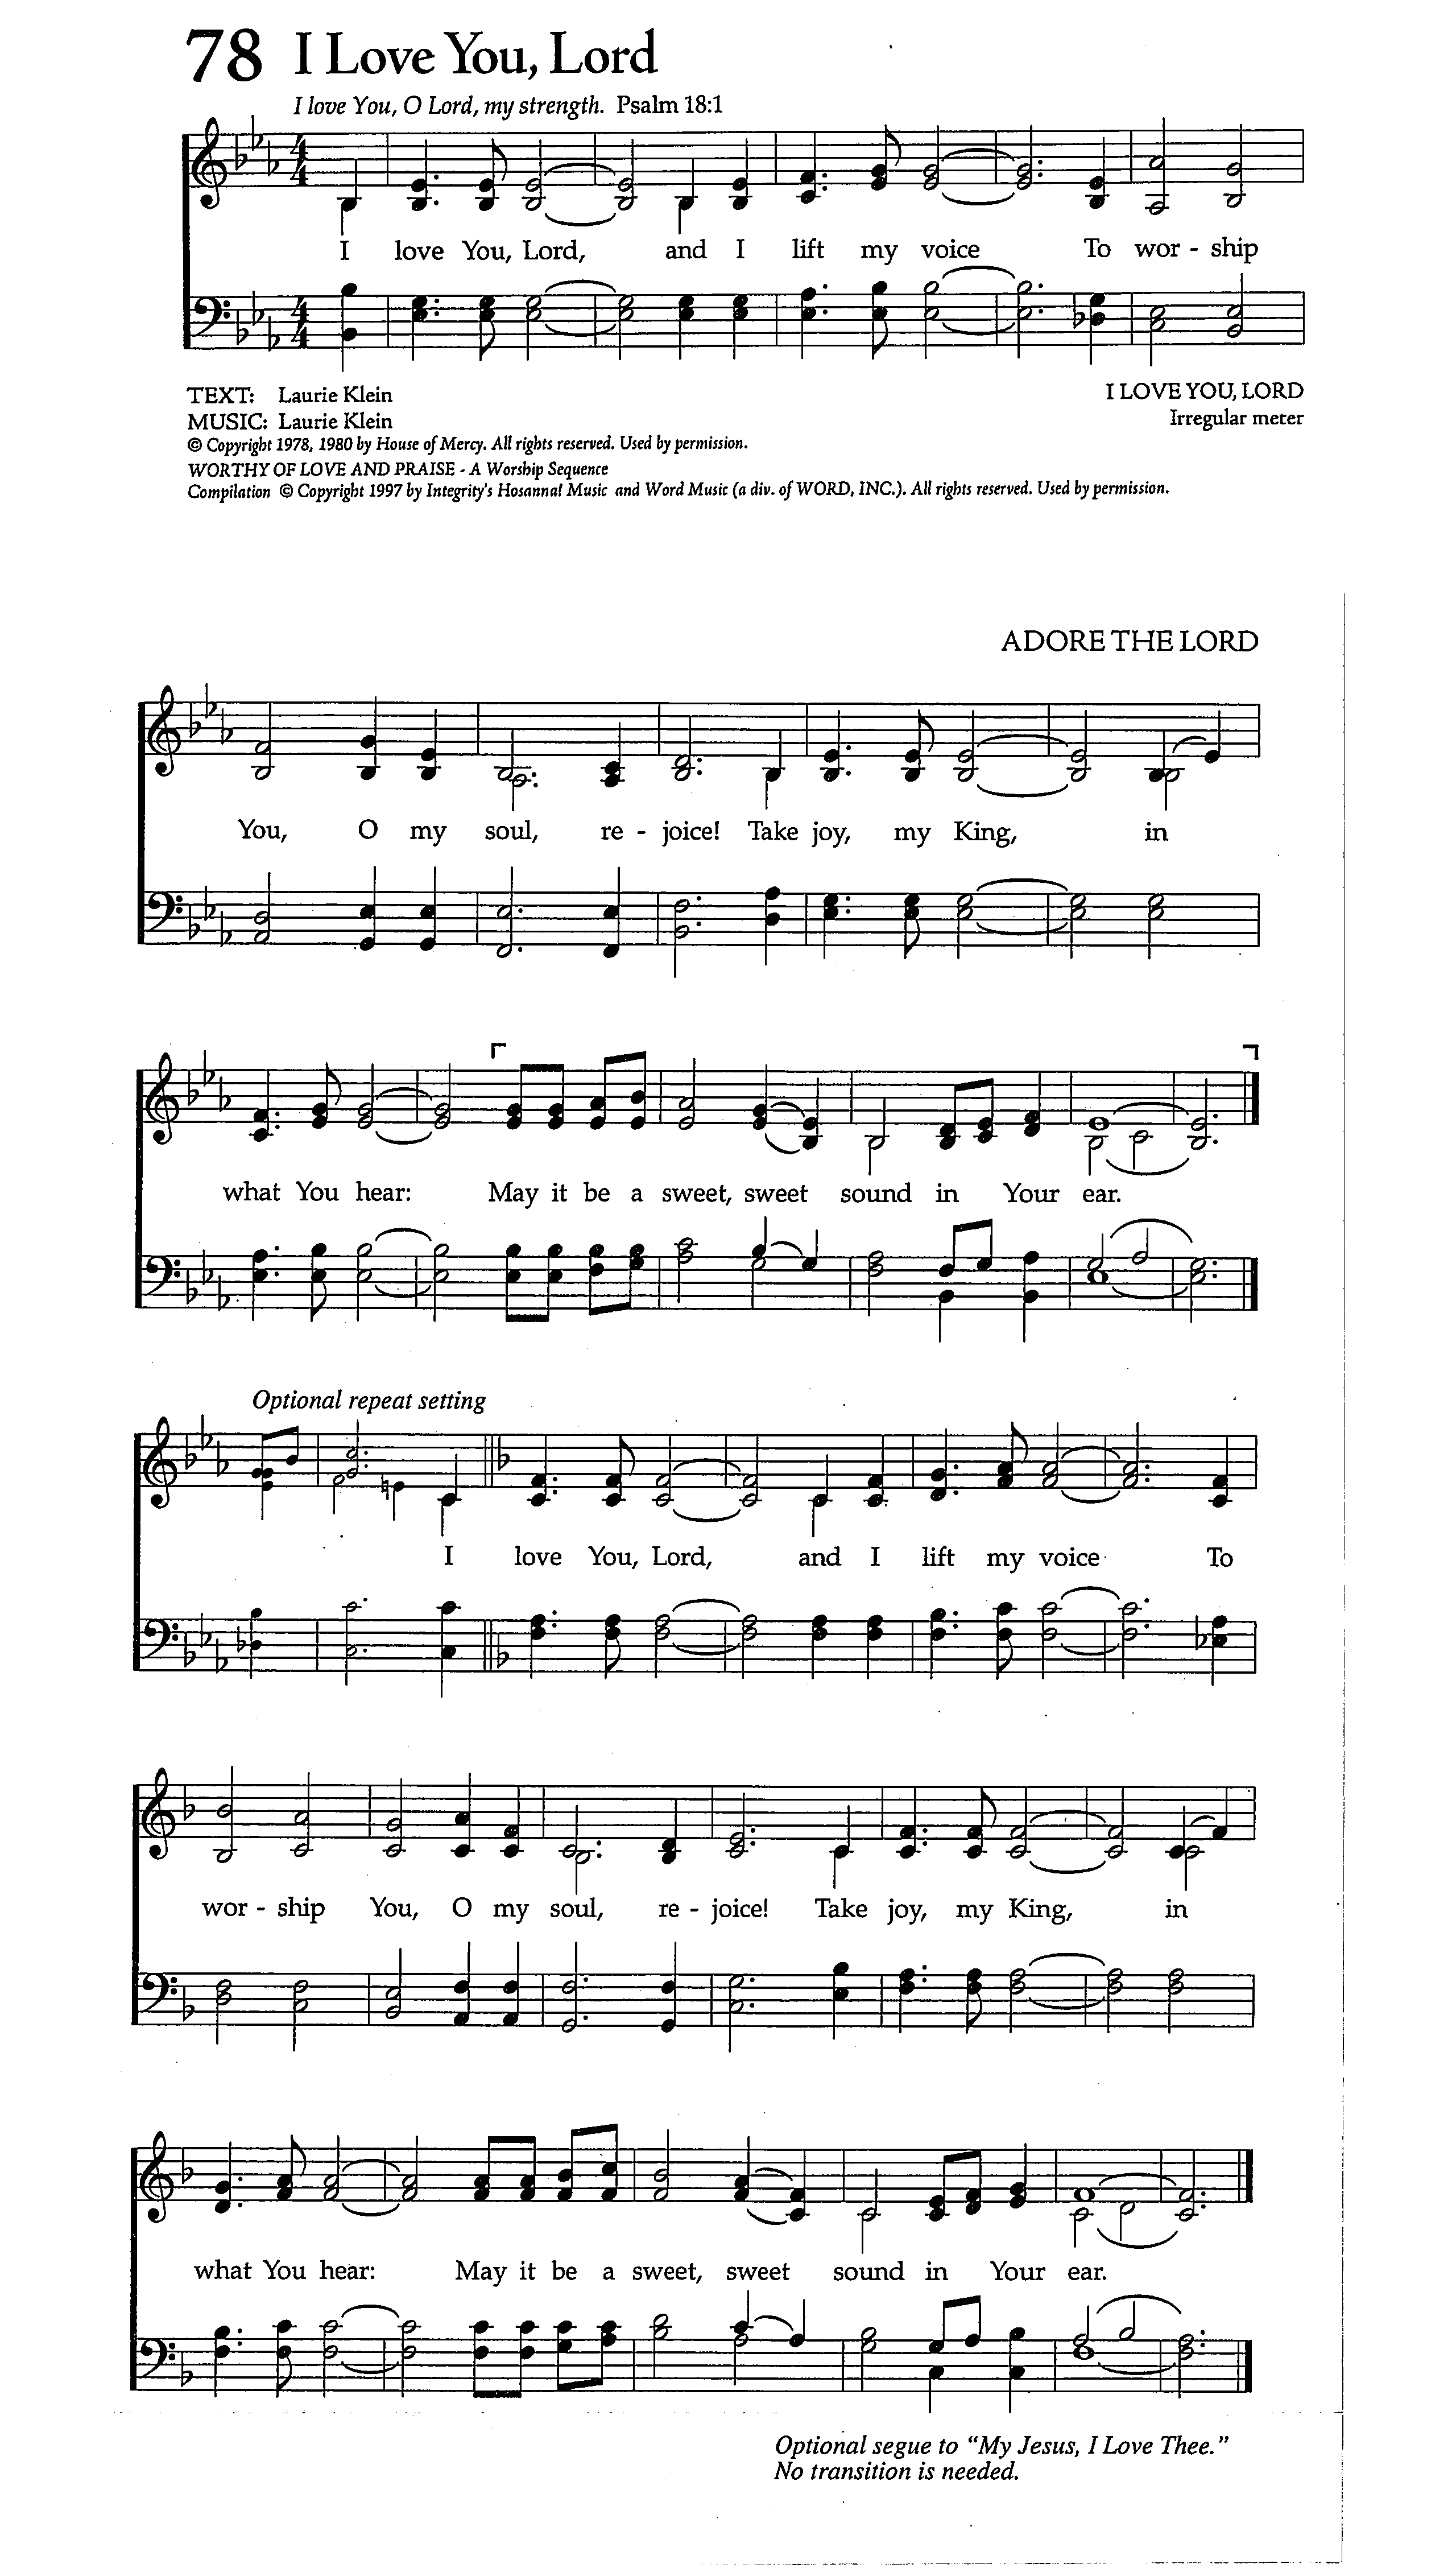 78 I Love You, Lord
I love You, O Lord, my strength. Psalm 18:1
I love You, Lord, and I lift my voice To wor - ship
TEXT: Laurie Klein
MUSIC: Laurie Klein
© Copyright 1978, 1980 by House of Mercy. All rights reserved. Used by permission.
WORTHY OF LOVE AND PRAISE - A Worship Sequence
Compilation © Copyright 1997 by Integrity's Hosanna! Music and Word Music (a div. of WORD, INC.). All rights reserved. Used by permission.
I LOVE YOU, LORD
Irregular meter
ADORE THE LORD
You, O my soul, re - joice! Take joy, my King, in
what You hear: May it be a sweet, sweet sound in Your ear.
Optional repeat setting
I love You, Lord, and I lift my voice To
wor - ship You, O my soul, re - joice! Take joy, my King, in
what You hear: May it be a sweet, sweet sound in Your ear.
Optional segue to “My Jesus, I Love Thee.”
No transition is needed.